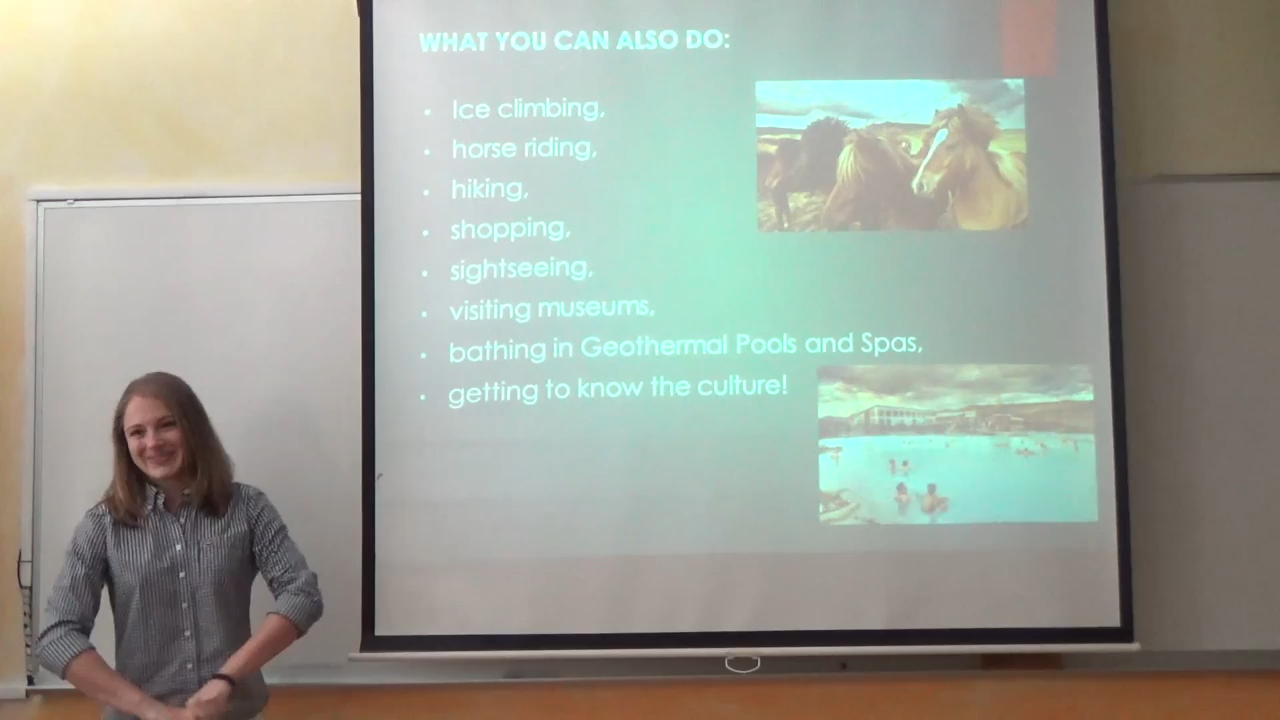 WHAT YOU CAN ALSO DO:
• Ice climbing,
• horse riding,
• hiking,
• shopping,
• sightseeing,
• visiting museums,
• bathing in Geothermal Pools and Spas,
• getting to know the culture!